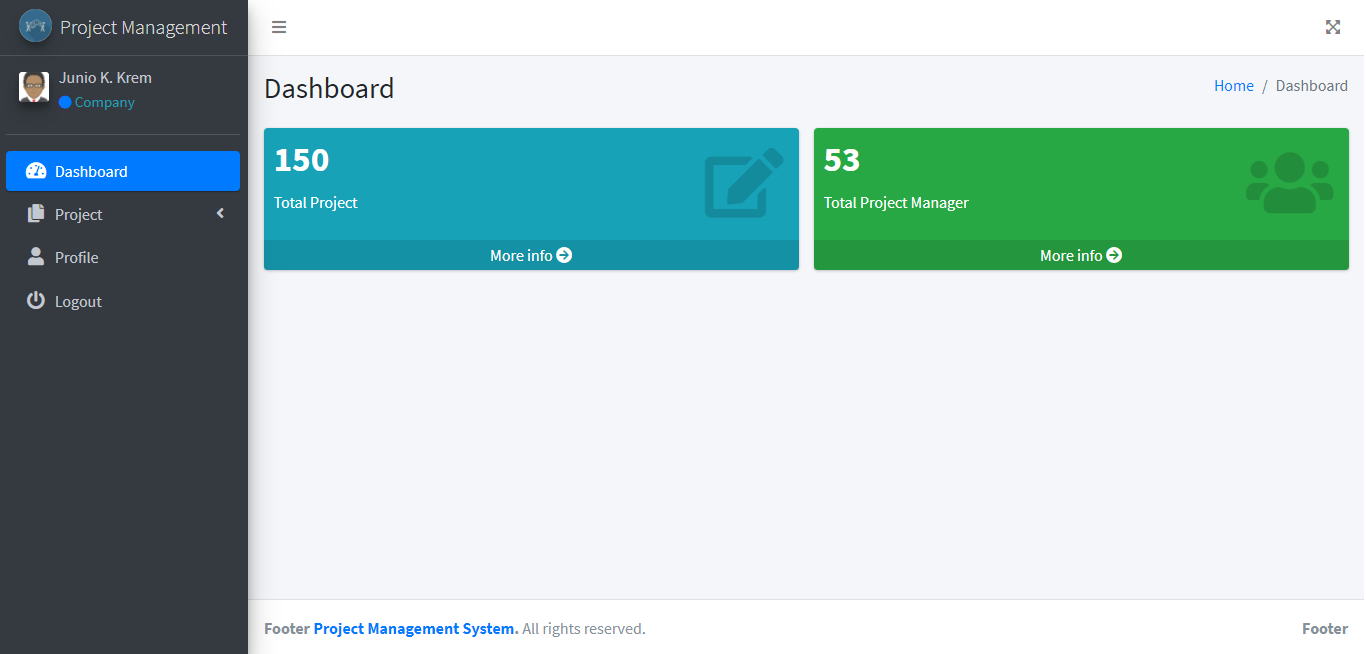 Project Management
Junio K. Krem
Company
Dashboard
Project
Profile
Logout
Dashboard
Home / Dashboard
150
Total Project
More info
53
Total Project Manager
More info
Footer Project Management System. All rights reserved.
Footer